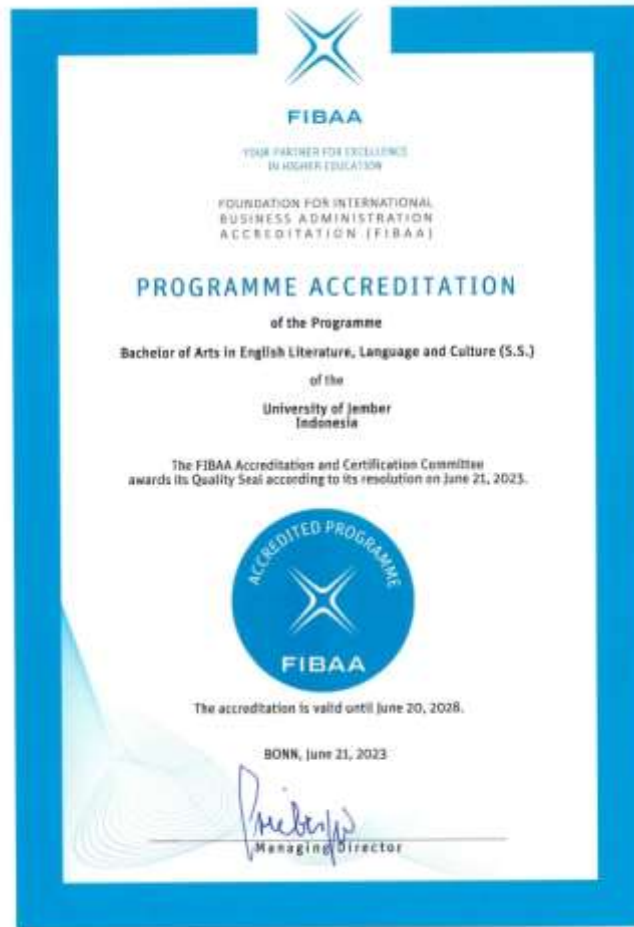 FIBAA
YOUR PARTNER FOR EXCELLENCE
IN HIGHER EDUCATION
FOUNDATION FOR INTERNATIONAL
BUSINESS ADMINISTRATION
ACCREDITATION (FIBAA)
PROGRAMME ACCREDITATION
of the Programme
Bachelor of Arts in English Literature, Language and Culture (S.S.)
of the
University of Jember
Indonesia
The FIBAA Accreditation and Certification Committee
awards its Quality Seal according to its resolution on June 21, 2023.
ACCREDITED PROGRAMME
FIBAA
The accreditation is valid until June 20, 2028.
BONN, June 21, 2023
Managing Director